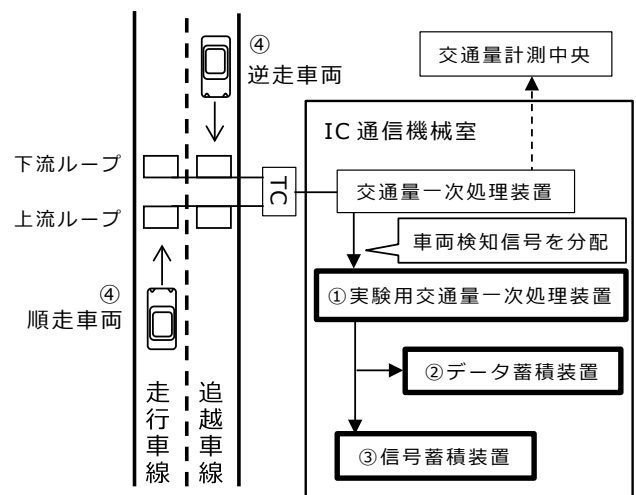 ④
逆走車両
交通量計測中央
IC 通信機械室
下流ループ
TC
交通量一次処理装置
上流ループ
車両検知信号を分配
④
順走車両
①実験用交通量一次処理装置
②データ蓄積装置
走行車線
追越車線
③信号蓄積装置